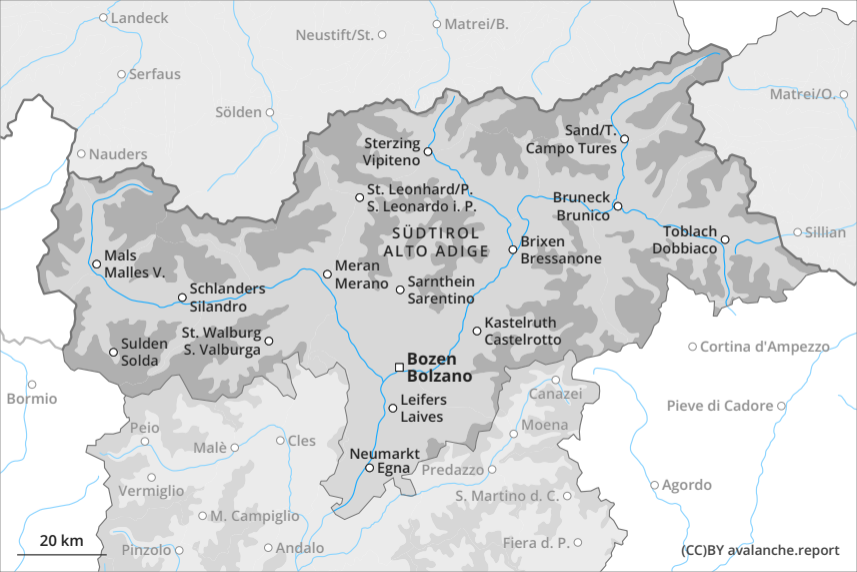 Landeck
Matrei/B.
Neustift/St.
Serfaus
Matrei/O.
Sölden
Sand/T.
Campo Tures
Sterzing
Vipiteno
Nauders
St. Leonhard/P.
S. Leonardo i. P.
Bruneck
Brunico
SÜDTIROL
ALTO ADIGE
Toblach
Dobbiaco
Sillian
Brixen
Bressanone
Mals
Malles V.
Meran
Merano
Sarnthein
Sarentino
Schlanders
Silandro
Kastelruth
Castelrotto
St. Walburg
S. Valburga
Sulden
Solda
Cortina d'Ampezzo
Bozen
Bolzano
Bormio
Canazei
Leifers
Laives
Pieve di Cadore
Peio
Moena
Malè
Cles
Neumarkt
Egna
Predazzo
Vermiglio
Agordo
S. Martino d. C.
M. Campiglio
20 km
Pinzolo
Andalo
Fiera d. P.
(CC)BY avalanche.report